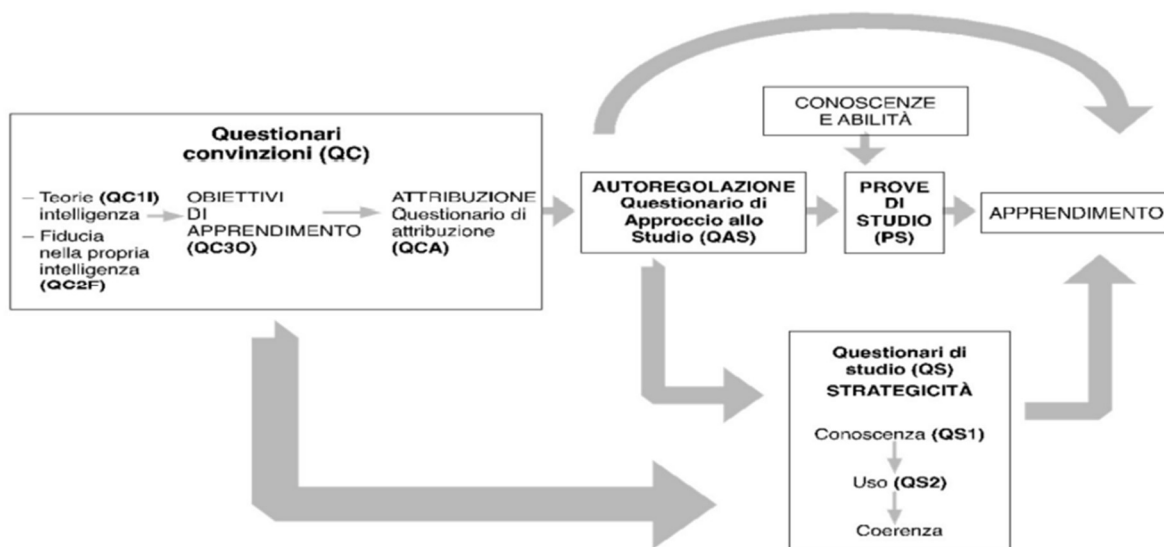 Questionari
convinzioni (QC)
– Teorie (QC1I)
intelligenza
– Fiducia
nella propria
intelligenza
(QC2F)
OBIETTIVI
DI
APPRENDIMENTO
(QC3O)
ATTRIBUZIONE
Questionario di
attribuzione
(QCA)
AUTOREGOLAZIONE
Questionario di
Approccio allo
Studio (QAS)
CONOSCENZE
E ABILITÀ
PROVE
DI
STUDIO
(PS)
APPRENDIMENTO
Questionari di
studio (QS)
STRATEGICITÀ
Conoscenza (QS1)
Uso (QS2)
Coerenza